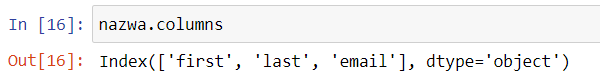 In [16]: nazwa.columns
Out[16]: Index(['first', 'last', 'email'], dtype='object')